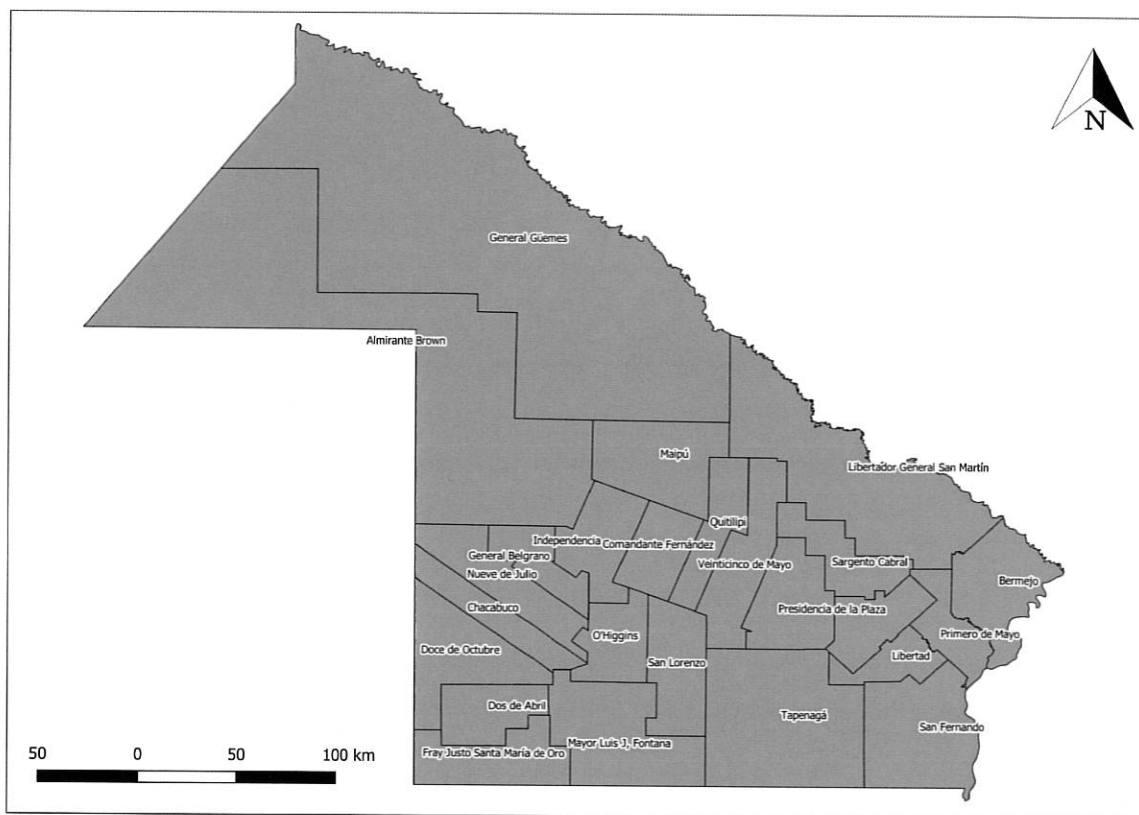 N
General Güemes
Almirante Brown
Maipú
Libertador General San Martín
Quitilipi
Independencia
Comandante Fernández
General Belgrano
Veinticinco de Mayo
Sargento Cabral
Nueve de Julio
Bermejo
Chacabuco
Presidencia de la Plaza
O'Higgins
Primero de Mayo
Doce de Octubre
San Lorenzo
Libertad
Dos de Abril
Tapenagá
San Fernando
Fray Justo Santa María de Oro
Mayor Luis J, Fontana
50 0 50 100 km